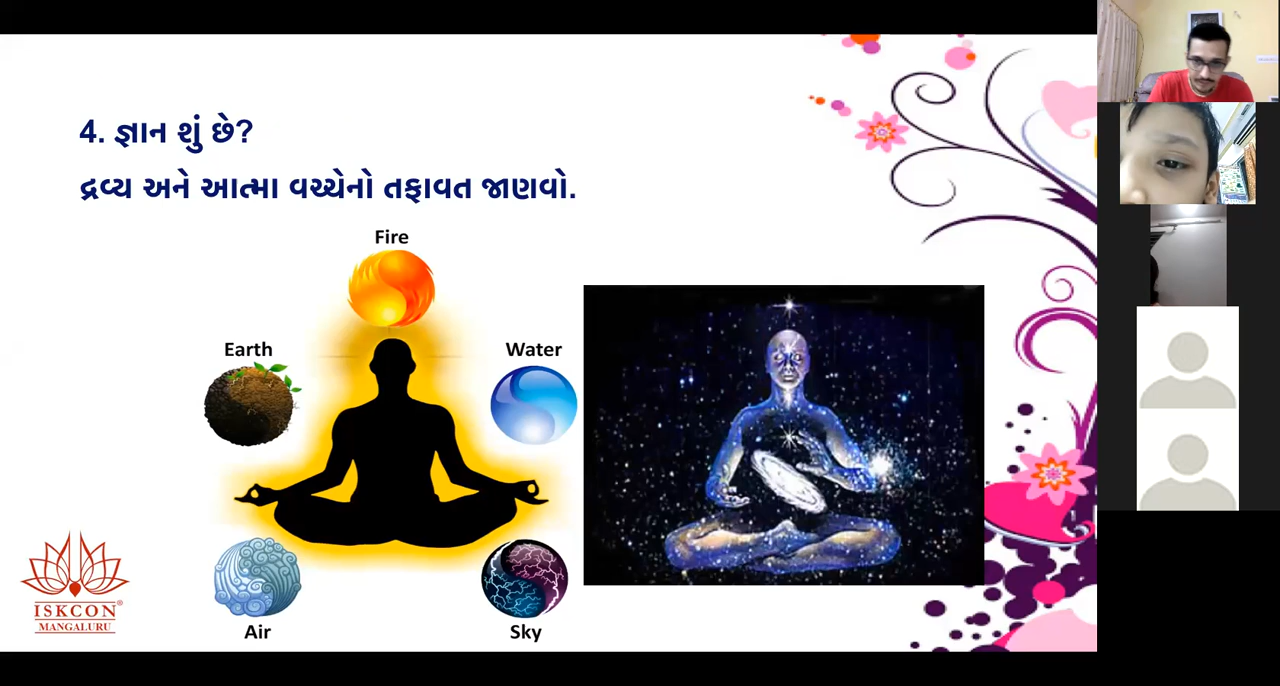 4. જ્ઞાન શું છે?
દ્રવ્ય અને આત્મા વચ્ચેનો તફાવત જાણવો.
Fire
Earth
Water
Air
Sky
ISKCON®
MANGALURU